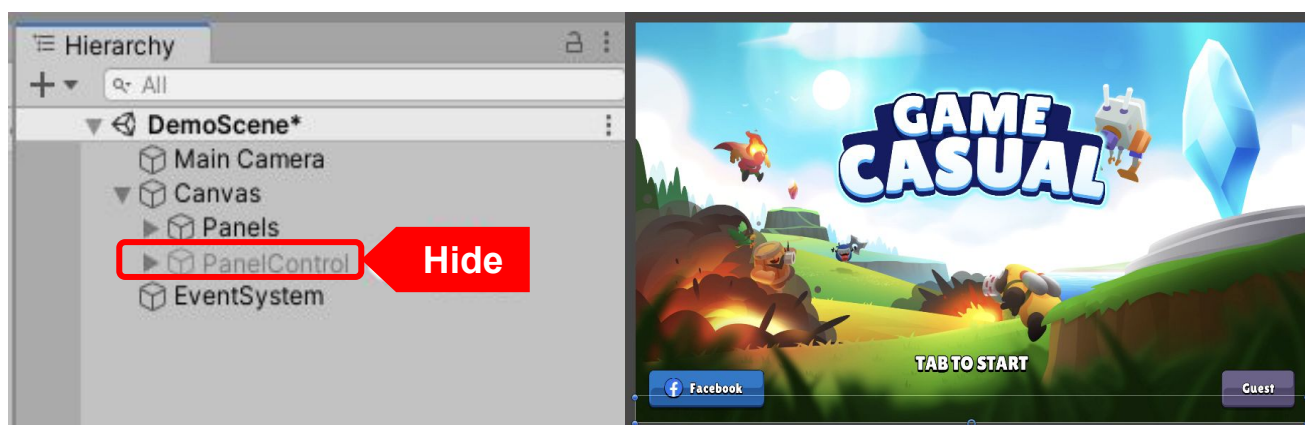 Hierarchy
All
DemoScene*
Main Camera
Canvas
Panels
PanelControl
Hide
EventSystem
GAME
CASUAL
TAB TO START
Facebook
Guest